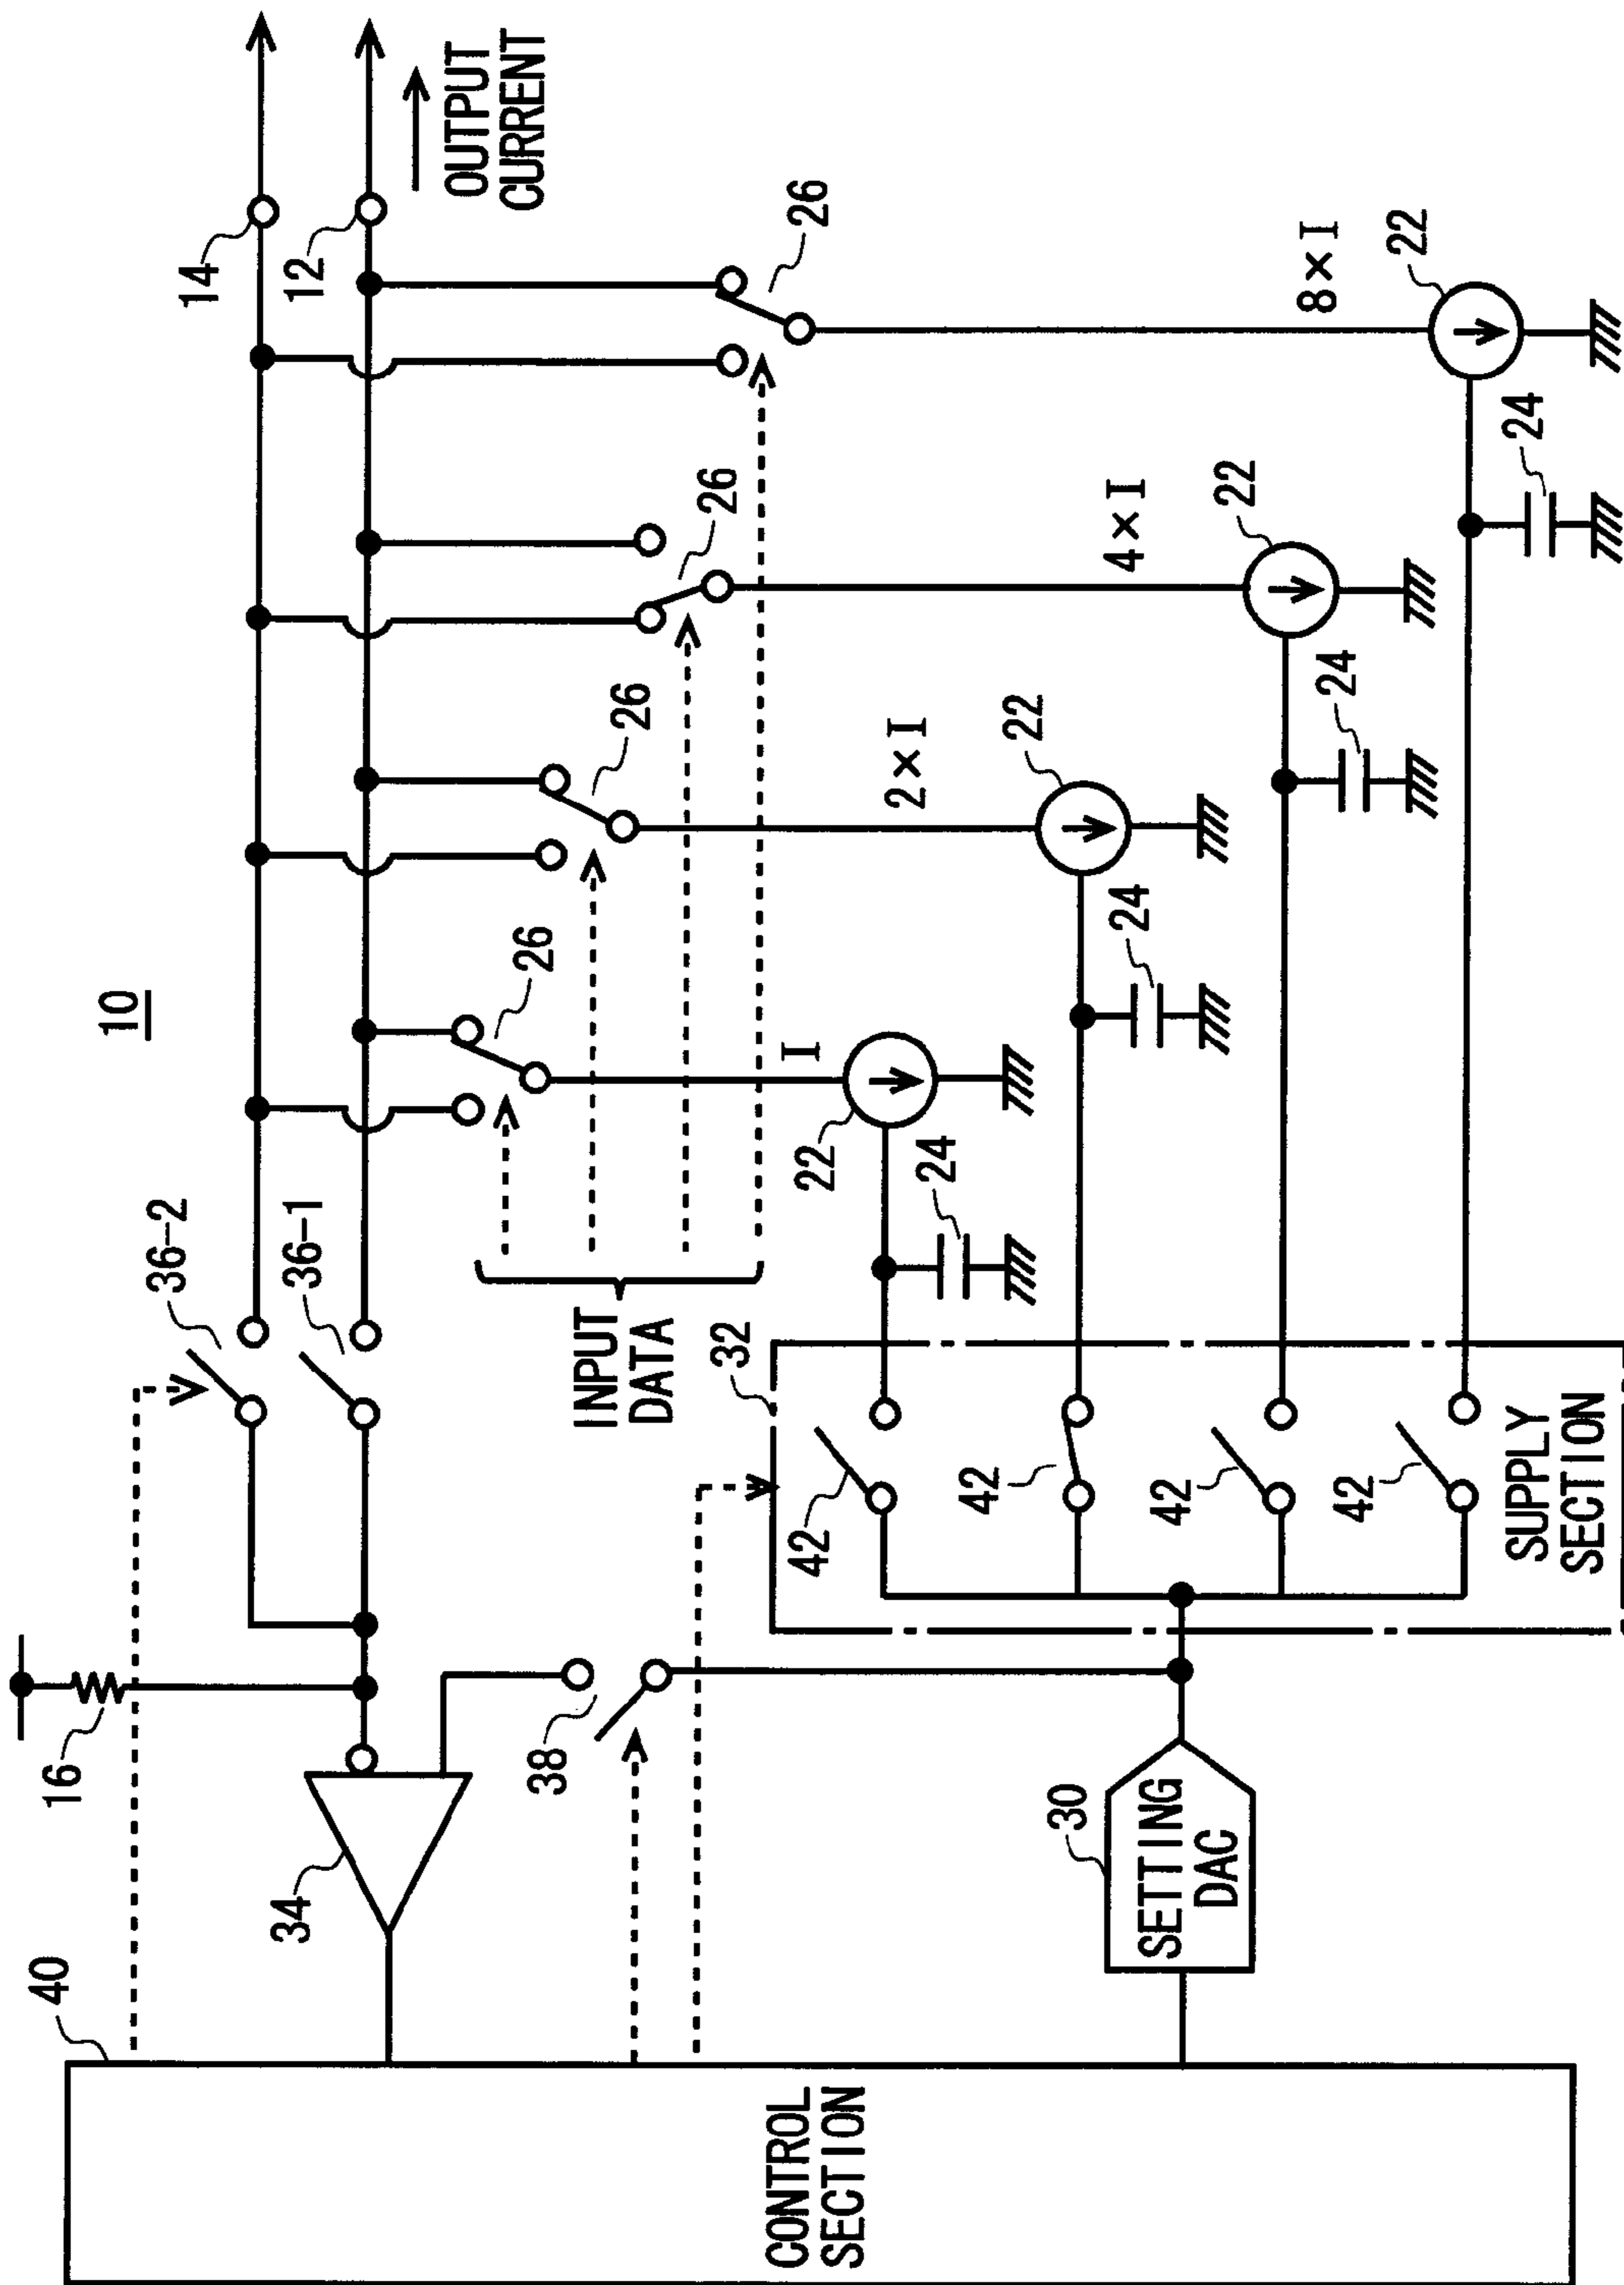 10
14
12
OUTPUT
CURRENT
36-2
36-1
16
34
40
26
26
26
26
INPUT
DATA
38
I
2×I
4×I
8×I
22
22
22
22
24
24
24
24
32
42
42
42
42
SUPPLY
SECTION
30
SETTING
DAC
CONTROL
SECTION